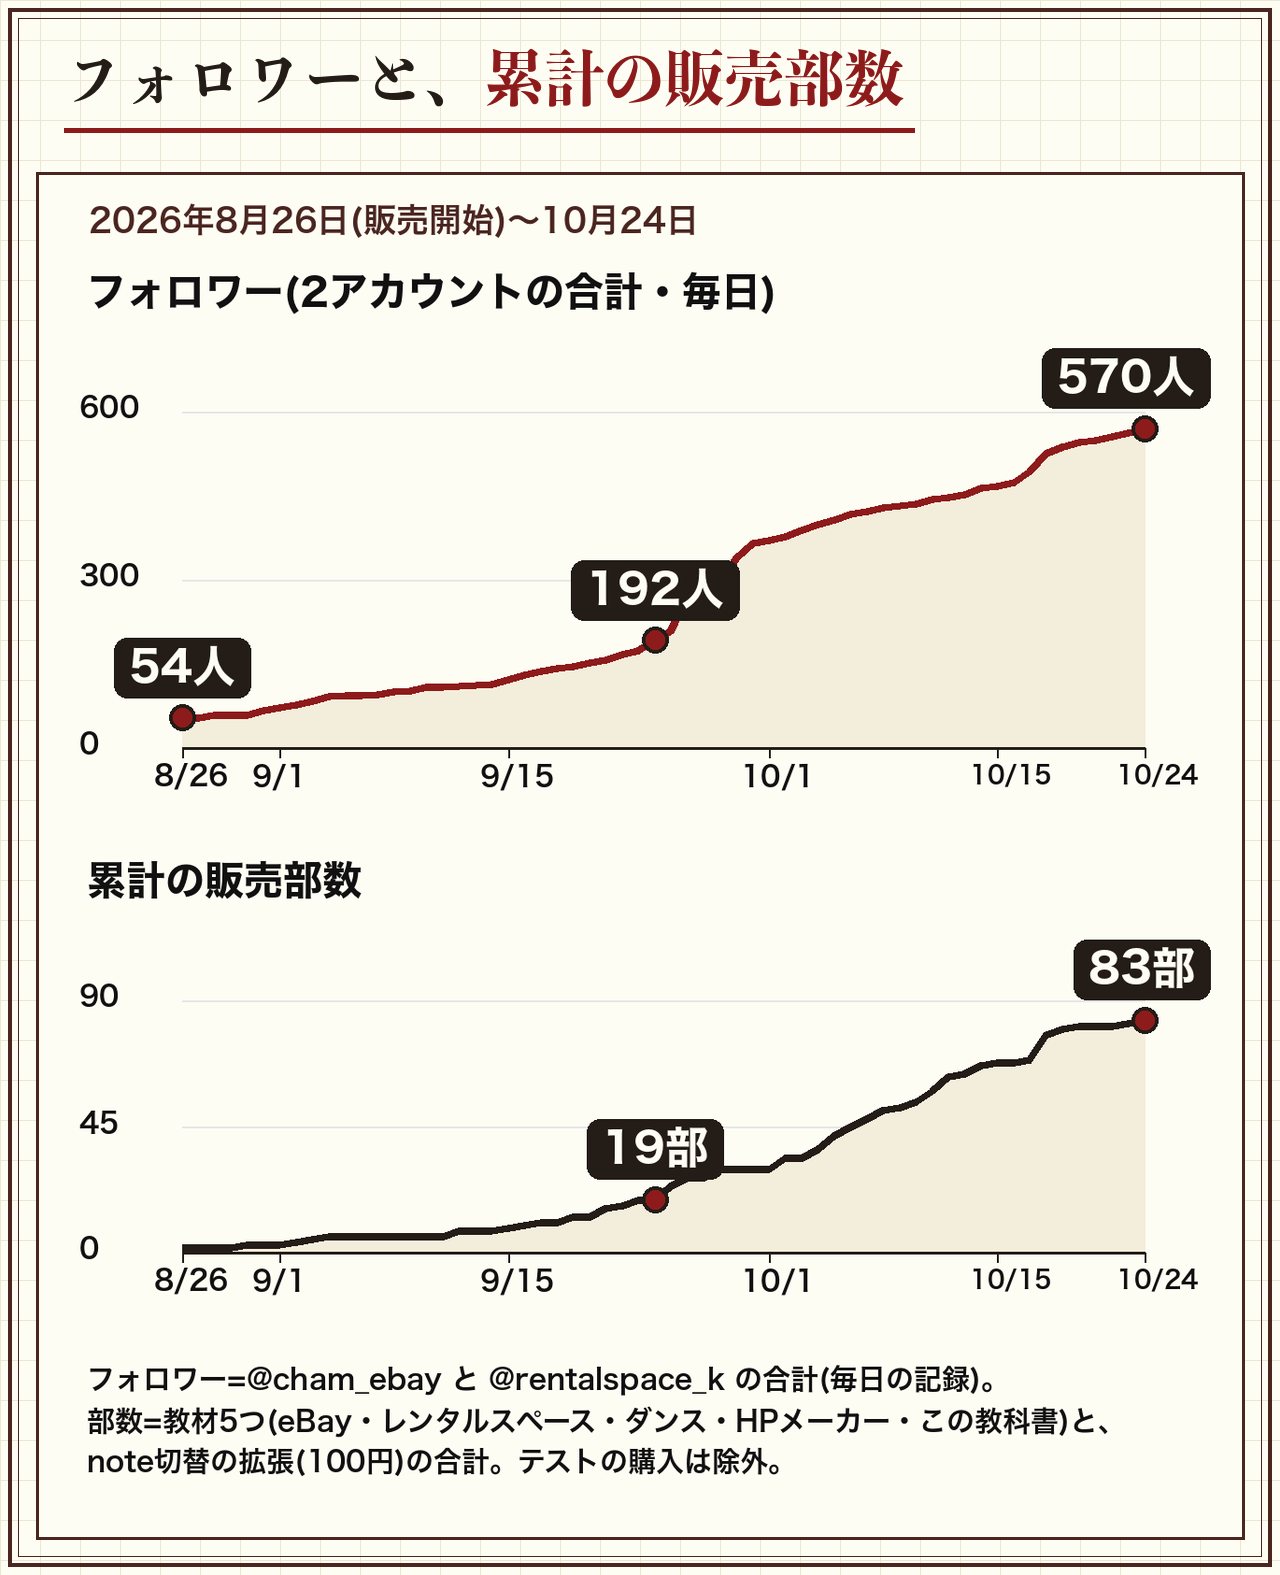 フォロワーと、累計の販売部数
2026年8月26日(販売開始)〜10月24日
フォロワー(2アカウントの合計・毎日)
570人
600
192人
300
54人
0
8/26 9/1 9/15 10/1 10/15 10/24
累計の販売部数
83部
90
19部
45
0
8/26 9/1 9/15 10/1 10/15 10/24
フォロワー=@cham_ebay と @rentalspace_k の合計(毎日の記録)。
部数=教材5つ(eBay・レンタルスペース・ダンス・HPメーカー・この教科書)と、
note切替の拡張(100円)の合計。テストの購入は除外。